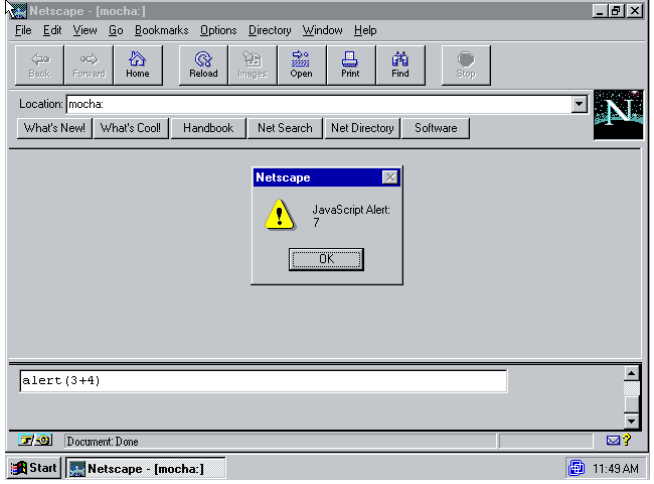 Netscape - [mocha:]
File Edit View Go Bookmarks Options Directory Window Help
Back Forward Home Reload Images Open Print Find Stop
Location: mocha:
N
What's New! What's Cool! Handbook Net Search Net Directory Software
Netscape
JavaScript Alert:
7
OK
alert(3+4)
Document: Done
Start Netscape - [mocha:] 11:49 AM